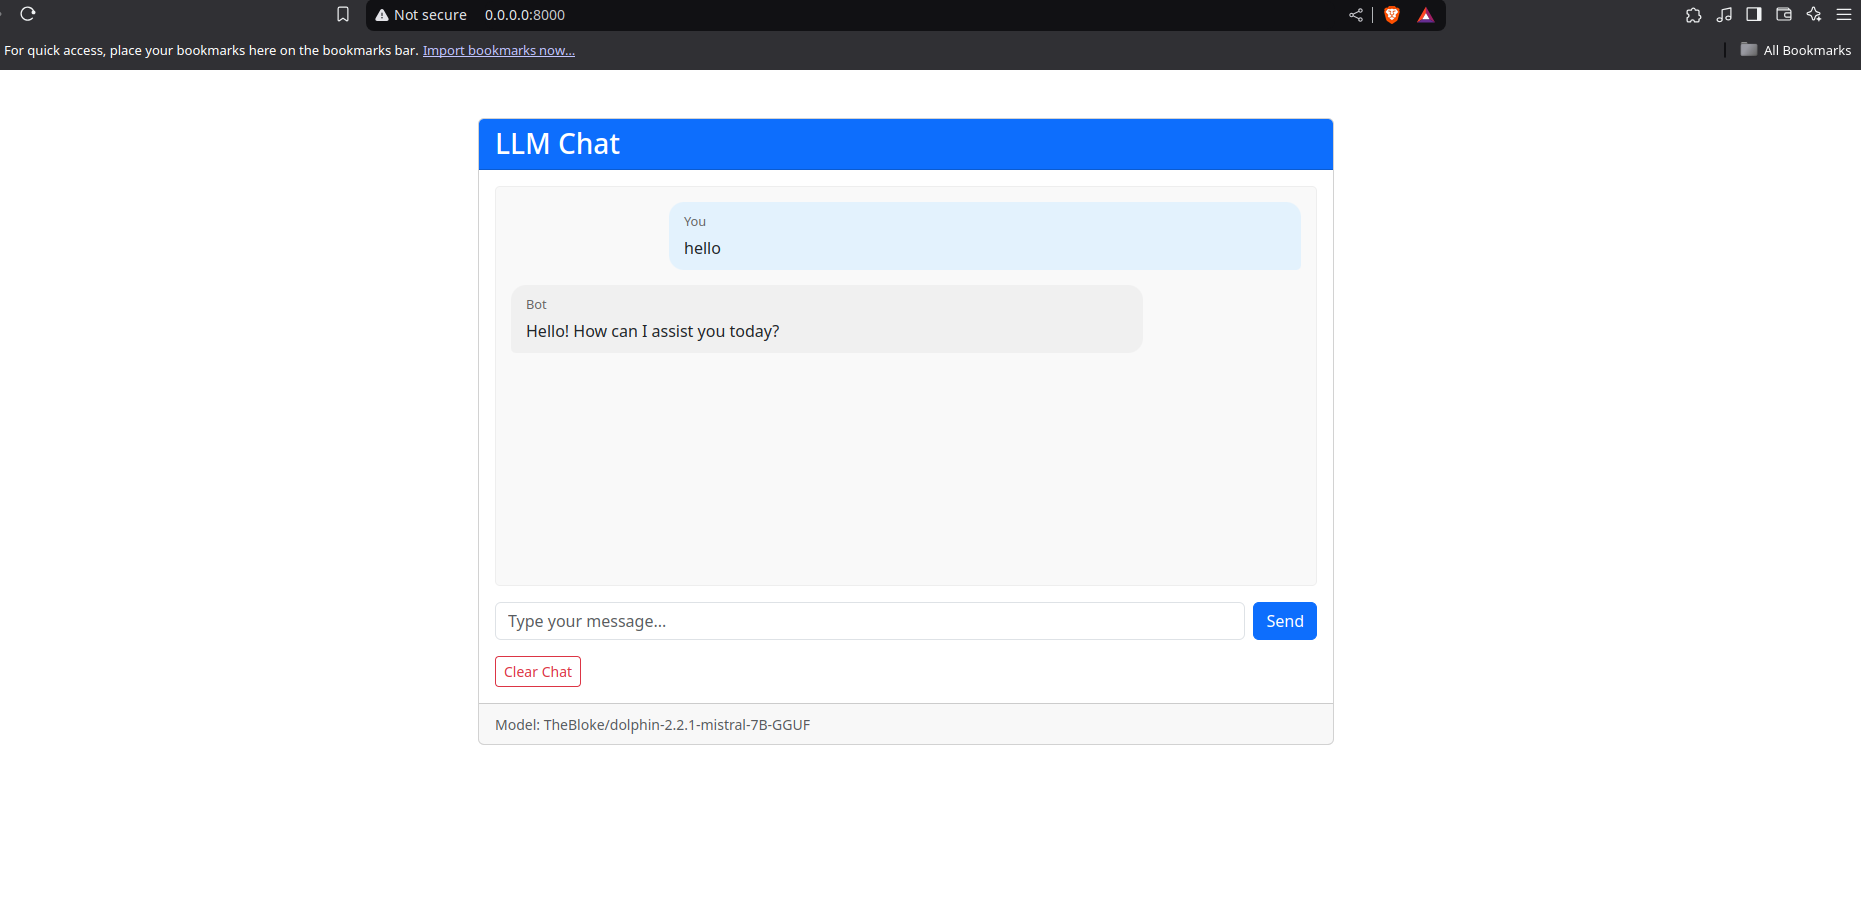 Not secure 0.0.0.0:8000
For quick access, place your bookmarks here on the bookmarks bar. Import bookmarks now...
All Bookmarks
LLM Chat
You
hello
Bot
Hello! How can I assist you today?
Type your message...
Send
Clear Chat
Model: TheBloke/dolphin-2.2.1-mistral-7B-GGUF